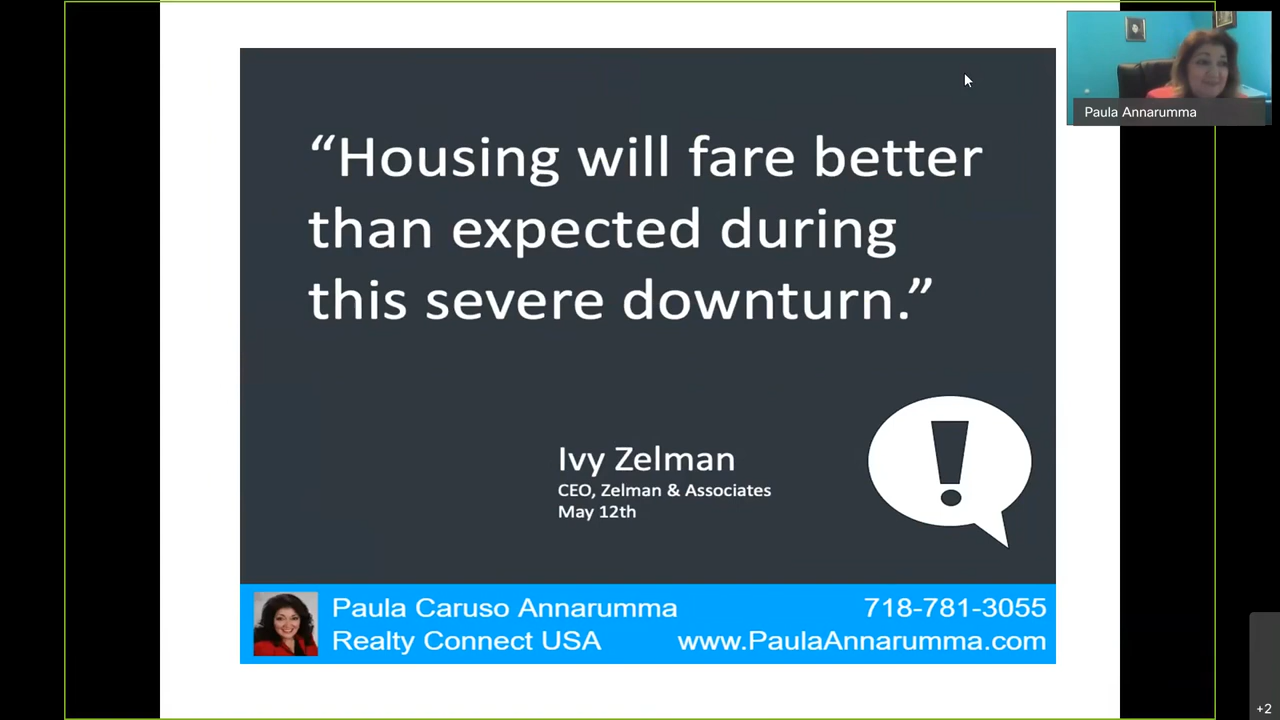 Paula Annarumma
“Housing will fare better
than expected during
this severe downturn.”
!
Ivy Zelman
CEO, Zelman & Associates
May 12th
Paula Caruso Annarumma
718-781-3055
Realty Connect USA
www.PaulaAnnarumma.com
+2